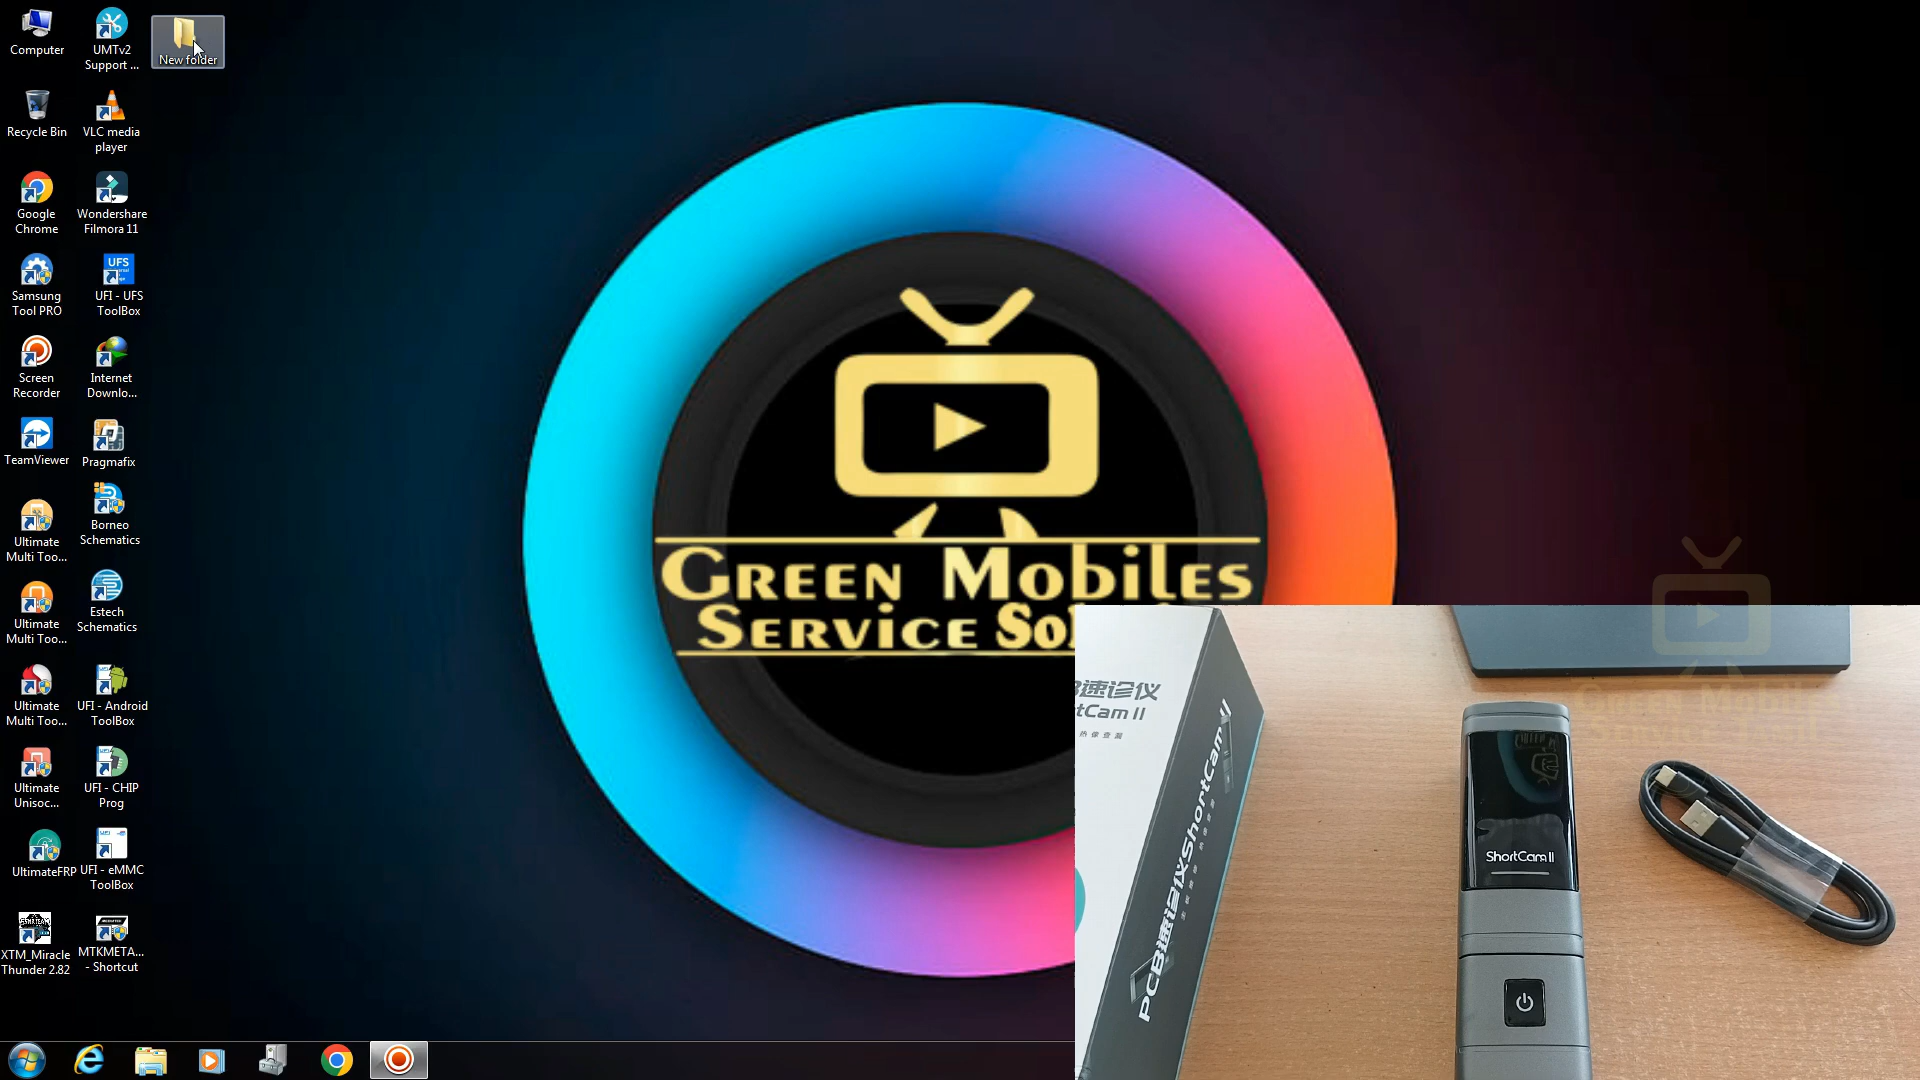 Computer
UMTv2
Support ...
New folder
Recycle Bin
VLC media
player
Google
Chrome
Wondershare
Filmora 11
Samsung
Tool PRO
UFS
UFI - UFS
ToolBox
Screen
Recorder
Internet
Downlo...
TeamViewer
Pragmafix
Ultimate
Multi Too...
Borneo
Schematics
Ultimate
Multi Too...
Estech
Schematics
Ultimate
Multi Too...
UFI - Android
ToolBox
Ultimate
Unisoc...
UFI - CHIP
Prog
UltimateFRP
UFI - eMMC
ToolBox
XTM_Miracle
Thunder 2.82
MTKMETA...
- Shortcut
GREEN MOBILES
SERVICE
速诊仪
tCam II
热像查漏
PCB速诊仪ShortCam II
ShortCam II